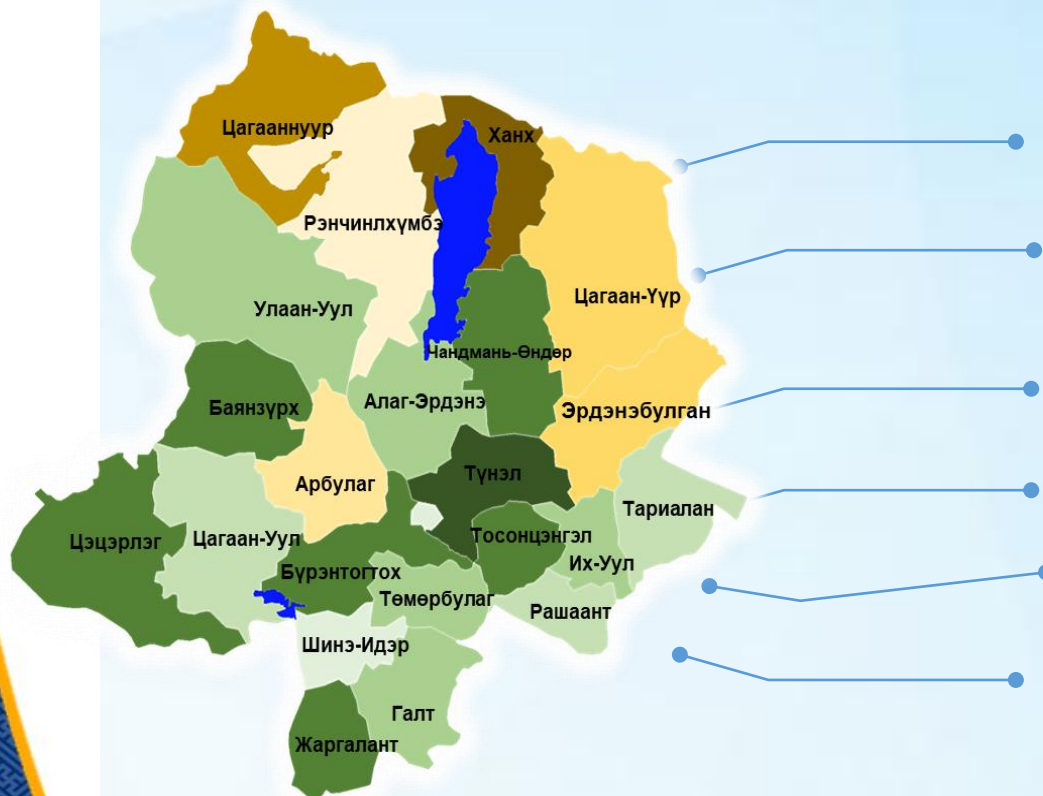 Цагааннуур
Ханх
Рэнчинлхүмбэ
Цагаан-Үүр
Улаан-Уул
Чандмань-Өндөр
Баянзүрх
Алаг-Эрдэнэ
Эрдэнэбулган
Түнэл
Арбулаг
Тариалан
Цэцэрлэг
Цагаан-Уул
Тосонцэнгэл
Их-Уул
Бүрэнтогтох
Төмөрбулаг
Рашаант
Шинэ-Идэр
Галт
Жаргалант